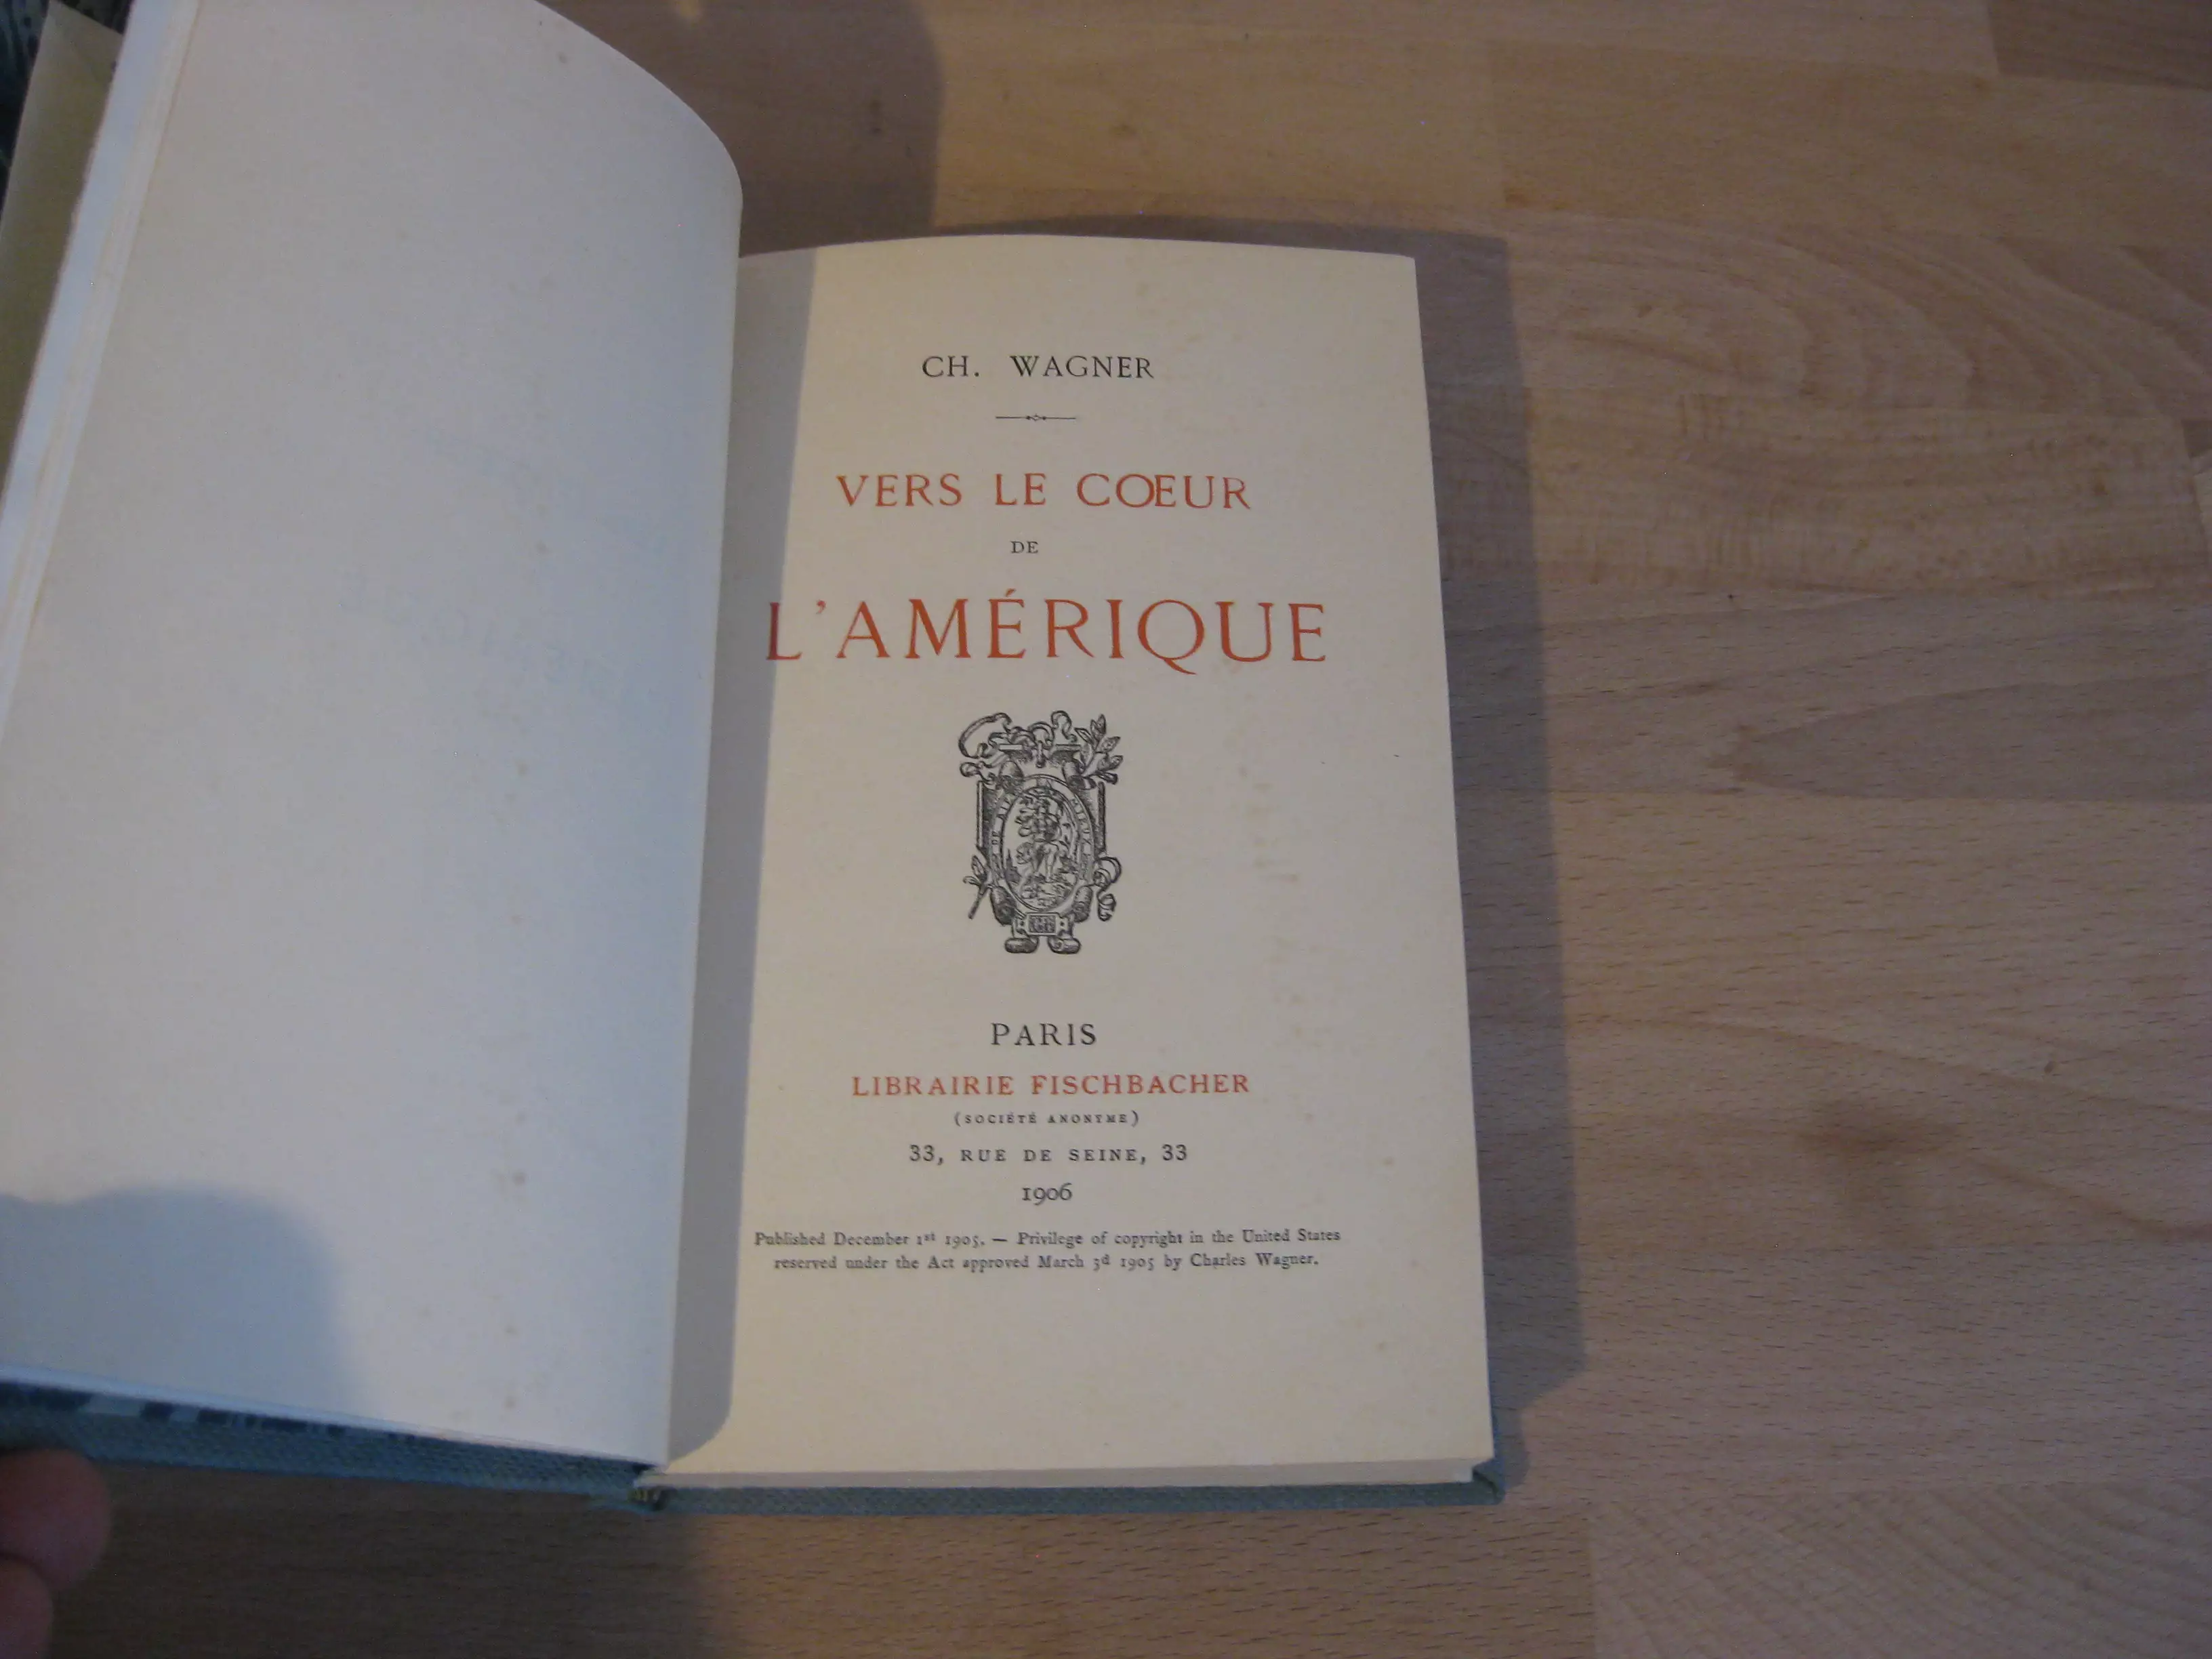 CH. WAGNER
VERS LE COEUR
DE
L'AMÉRIQUE
PARIS
LIBRAIRIE FISCHBACHER
(SOCIÉTÉ ANONYME)
33, RUE DE SEINE, 33
1906
Published December 1st 1905. — Privilege of copyright in the United States
reserved under the Act approved March 3d 1905 by Charles Wagner.